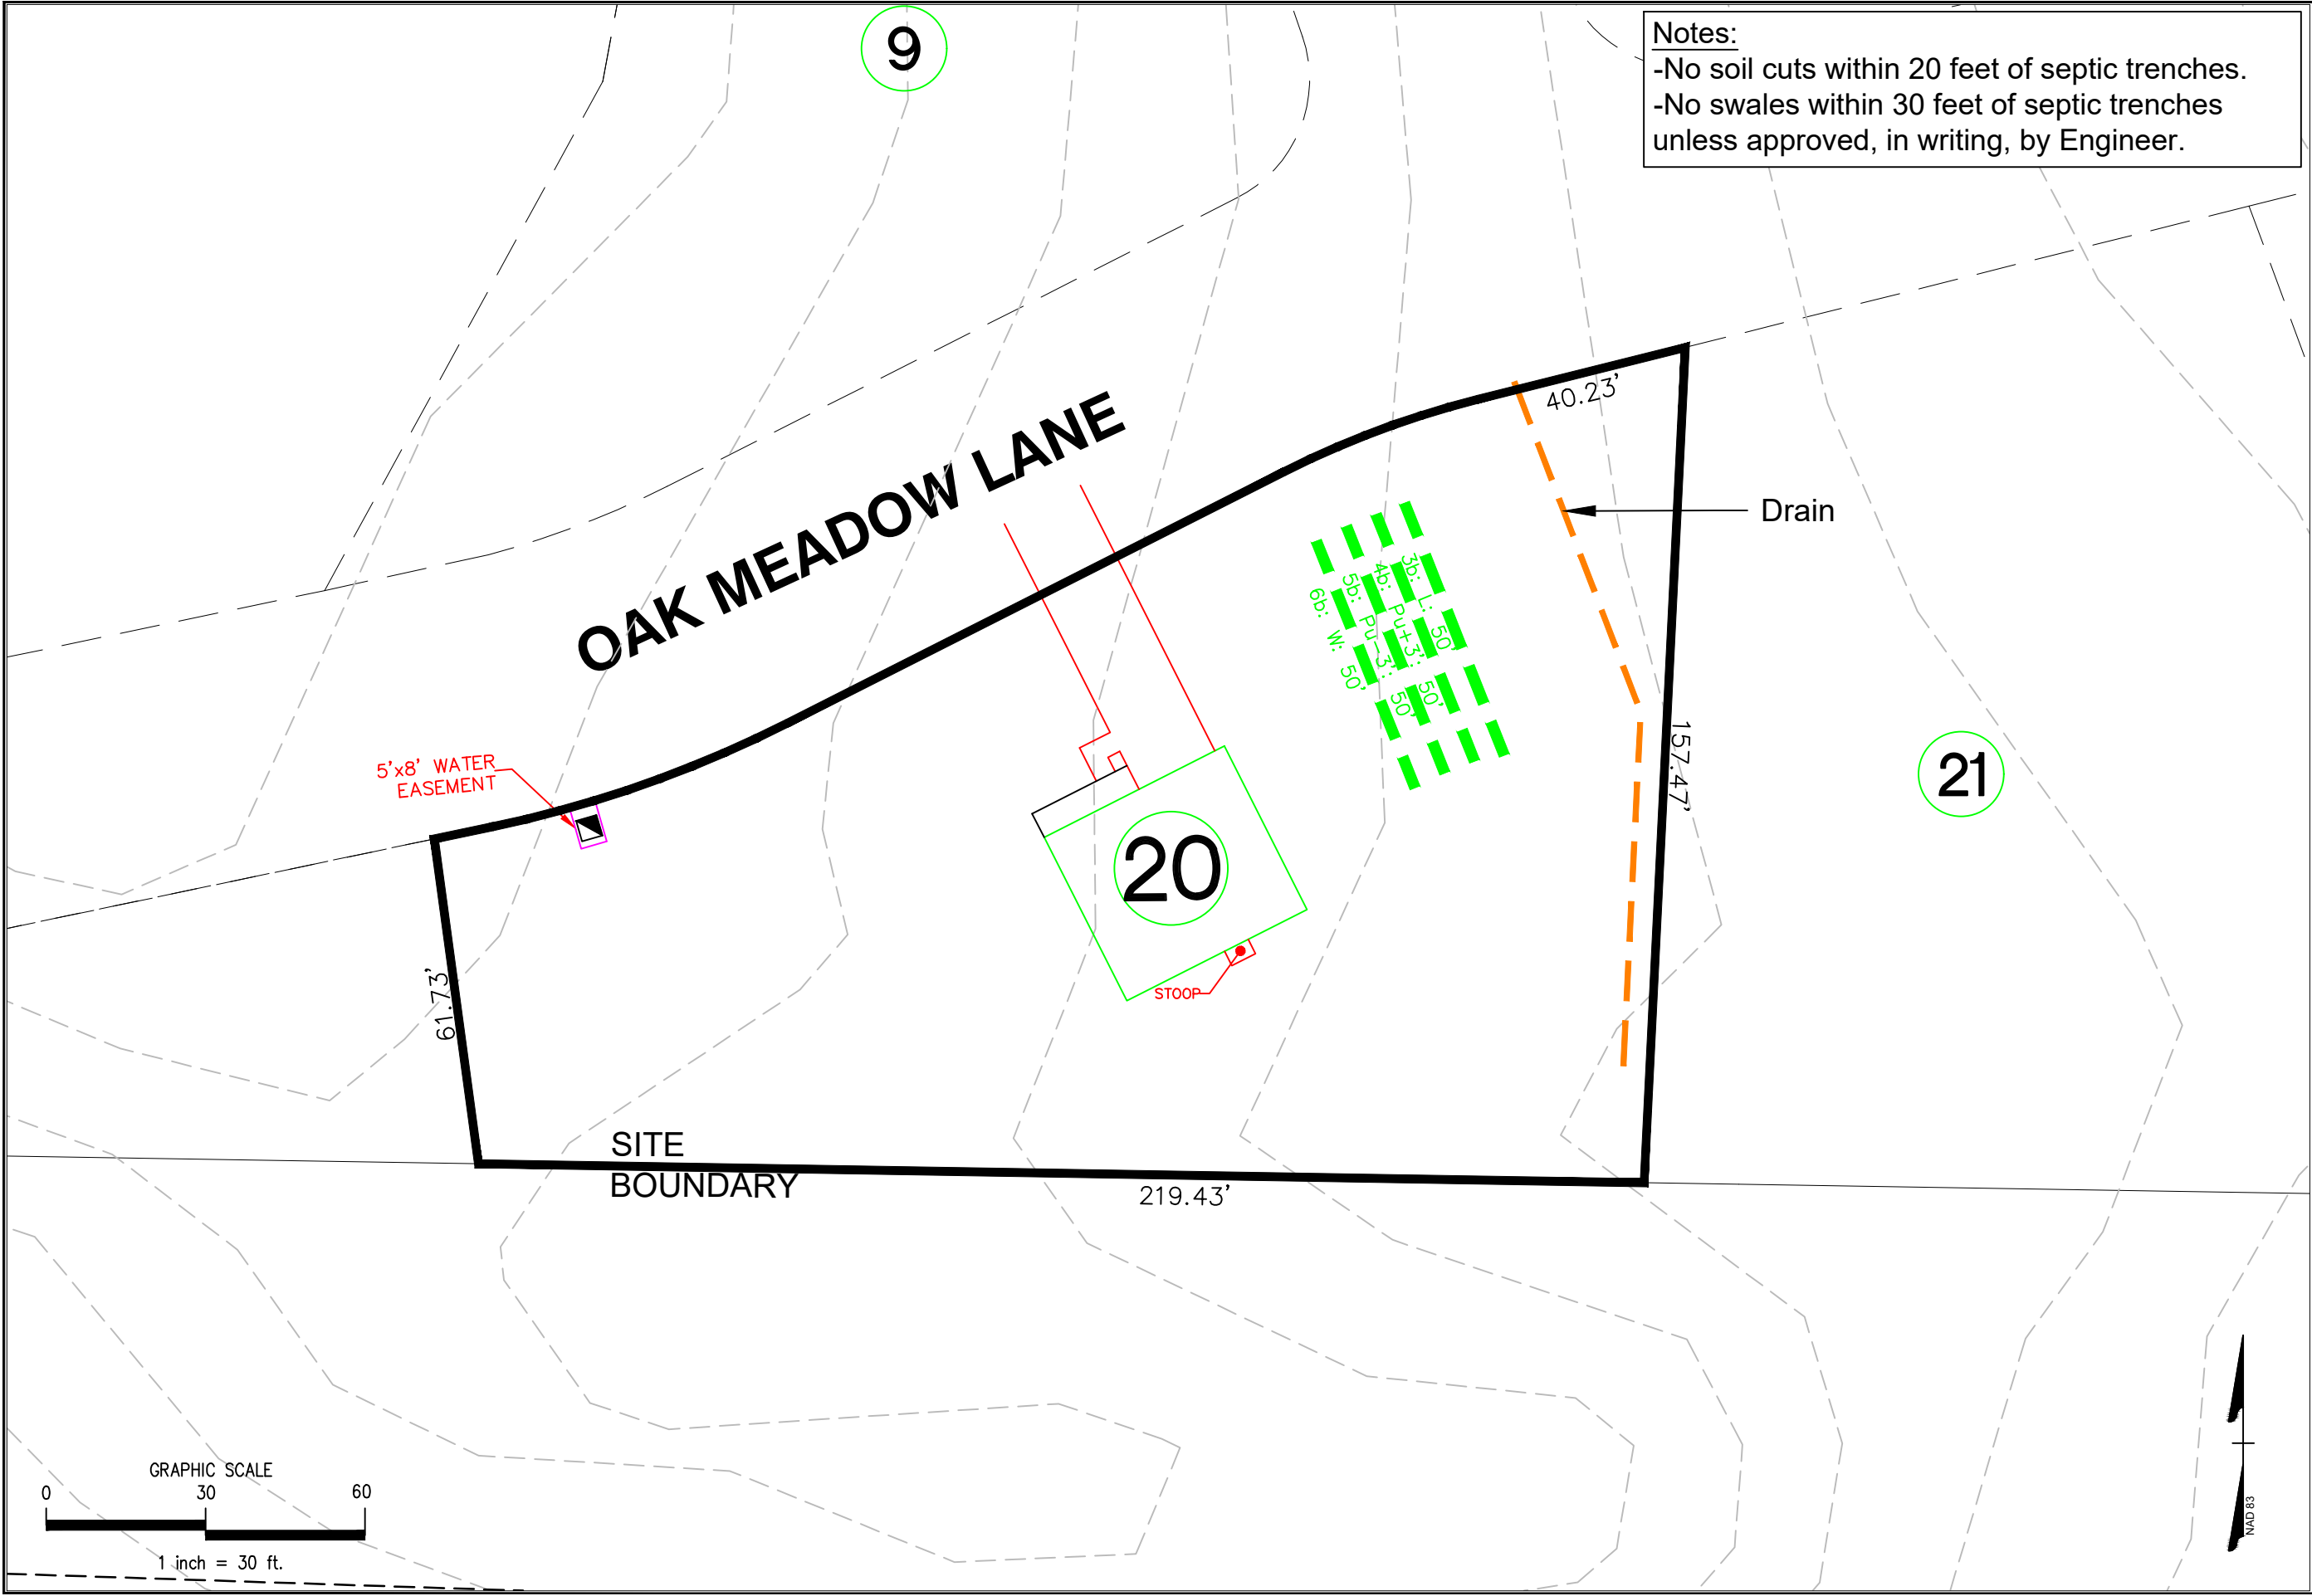 9
Notes:
-No soil cuts within 20 feet of septic trenches.
-No swales within 30 feet of septic trenches
unless approved, in writing, by Engineer.
40.23'
OAK MEADOW LANE
Drain
3b: L: 50'
4b: Pu+3': 50'
5b: Pu-3': 50'
6b: W: 50'
157.47'
5'x8' WATER
EASEMENT
21
20
61.73'
STOOP
SITE
BOUNDARY
219.43'
GRAPHIC SCALE
0 30 60
1 inch = 30 ft.
NAD 83